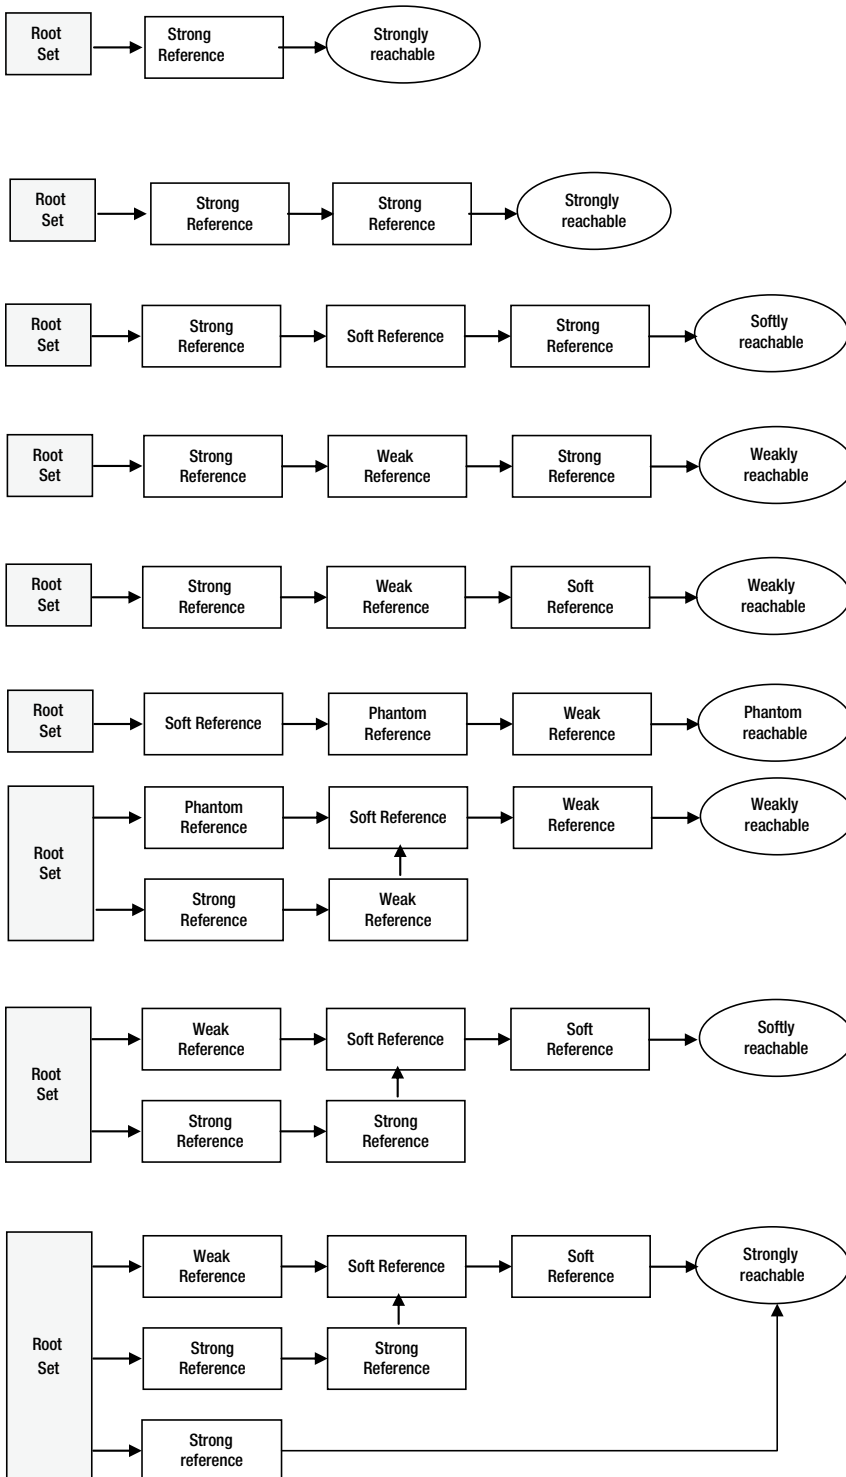 Root
Set
Strong
Reference
Strongly
reachable
Root
Set
Strong
Reference
Strong
Reference
Strongly
reachable
Root
Set
Strong
Reference
Soft Reference
Strong
Reference
Softly
reachable
Root
Set
Strong
Reference
Weak
Reference
Strong
Reference
Weakly
reachable
Root
Set
Strong
Reference
Weak
Reference
Soft
Reference
Weakly
reachable
Root
Set
Soft Reference
Phantom
Reference
Weak
Reference
Phantom
reachable
Root
Set
Phantom
Reference
Soft Reference
Weak
Reference
Weakly
reachable
Strong
Reference
Weak
Reference
Root
Set
Weak
Reference
Soft Reference
Soft
Reference
Softly
reachable
Strong
Reference
Strong
Reference
Root
Set
Weak
Reference
Soft Reference
Soft
Reference
Strongly
reachable
Strong
Reference
Strong
Reference
Strong
reference